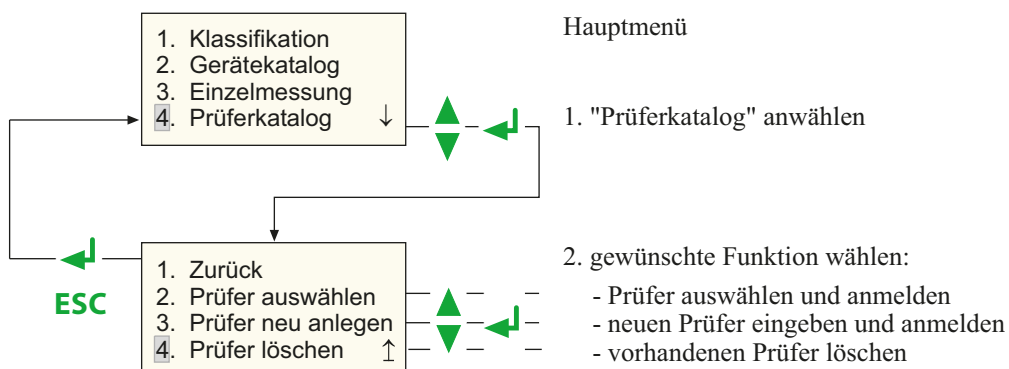 1. Klassifikation
2. Gerätekatalog
3. Einzelmessung
4. Prüferkatalog ↓
Hauptmenü
1. "Prüferkatalog" anwählen
ESC
1. Zurück
2. Prüfer auswählen
3. Prüfer neu anlegen
4. Prüfer löschen ↥
2. gewünschte Funktion wählen:
- Prüfer auswählen und anmelden
- neuen Prüfer eingeben und anmelden
- vorhandenen Prüfer löschen